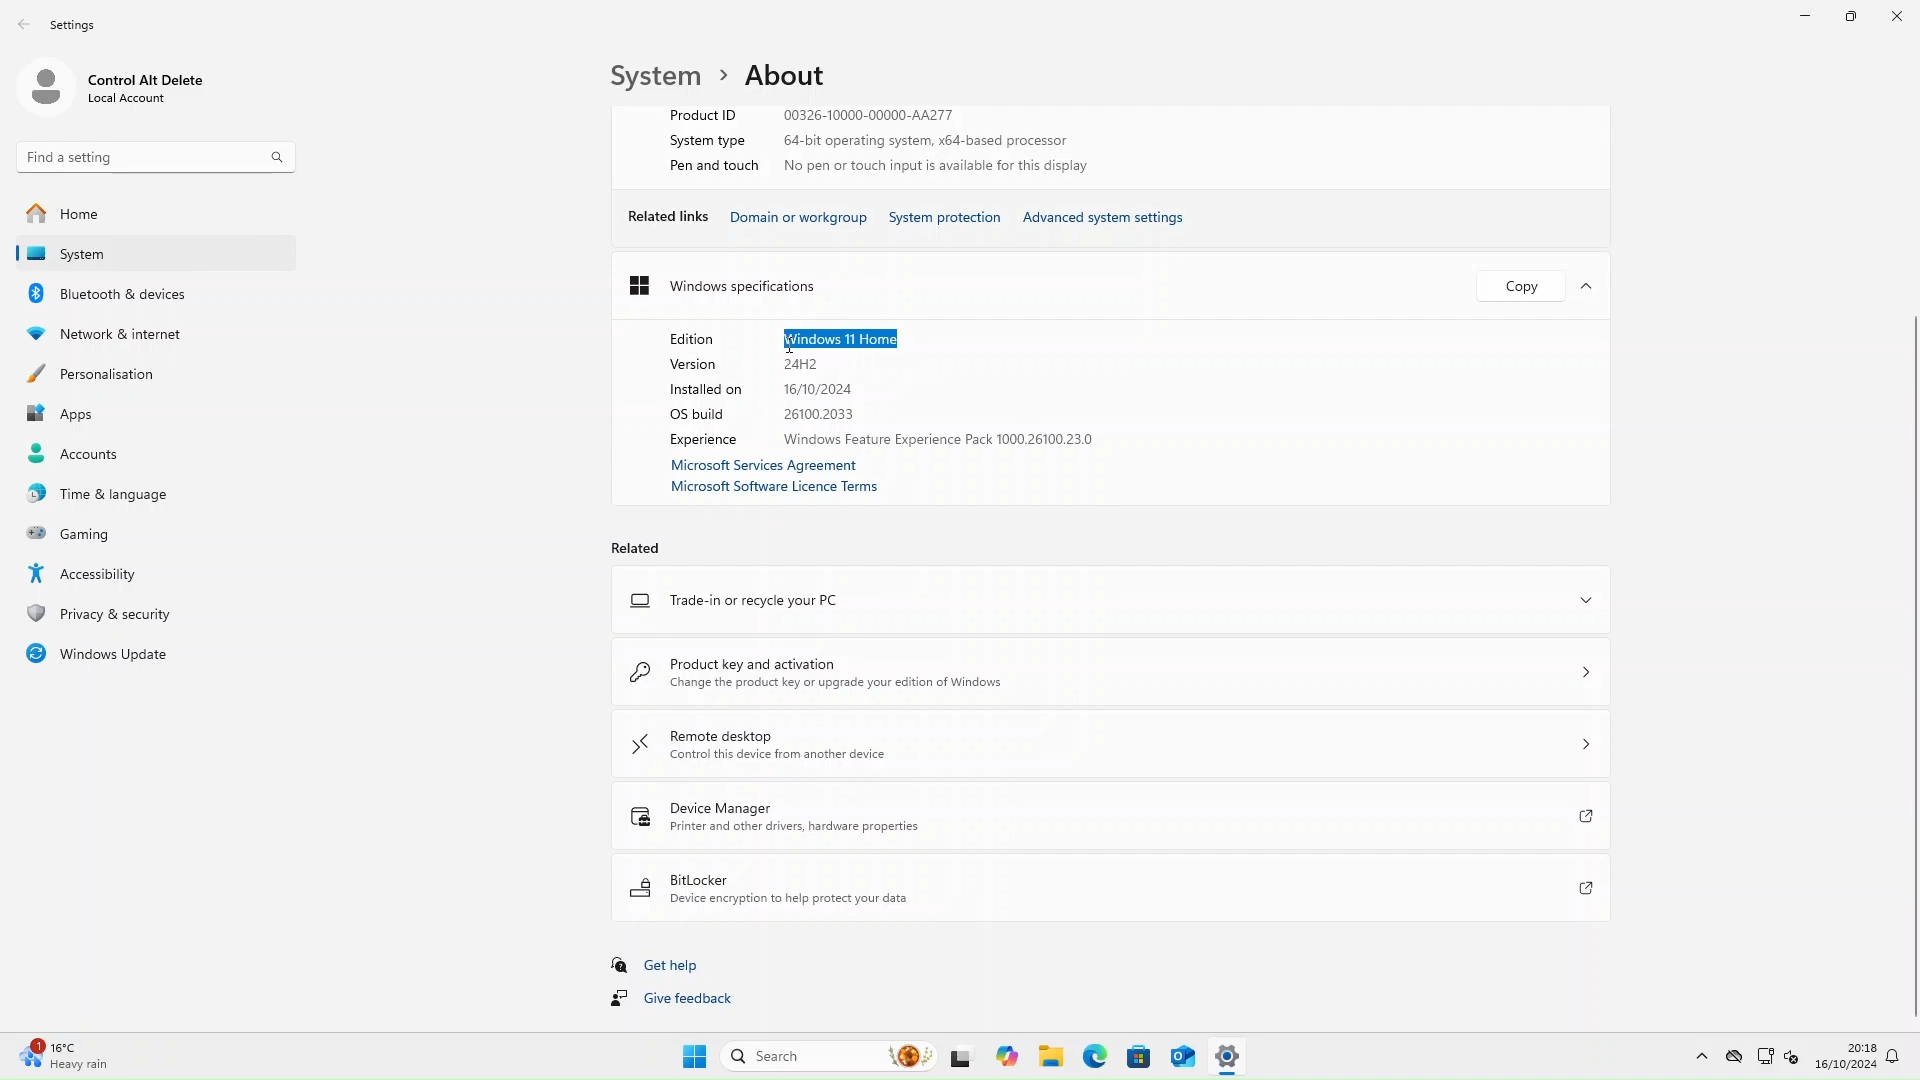 Settings
Control Alt Delete
Local Account
Find a setting
Home
System
Bluetooth & devices
Network & internet
Personalisation
Apps
Accounts
Time & language
Gaming
Accessibility
Privacy & security
Windows Update
System > About
Product ID 00326-10000-00000-AA277
System type 64-bit operating system, x64-based processor
Pen and touch No pen or touch input is available for this display
Related links Domain or workgroup System protection Advanced system settings
Windows specifications Copy
Edition Windows 11 Home
Version 24H2
Installed on 16/10/2024
OS build 26100.2033
Experience Windows Feature Experience Pack 1000.26100.23.0
Microsoft Services Agreement
Microsoft Software Licence Terms
Related
Trade-in or recycle your PC
Product key and activation
Change the product key or upgrade your edition of Windows
Remote desktop
Control this device from another device
Device Manager
Printer and other drivers, hardware properties
BitLocker
Device encryption to help protect your data
Get help
Give feedback
1
16°C
Heavy rain
Search
20:18
16/10/2024